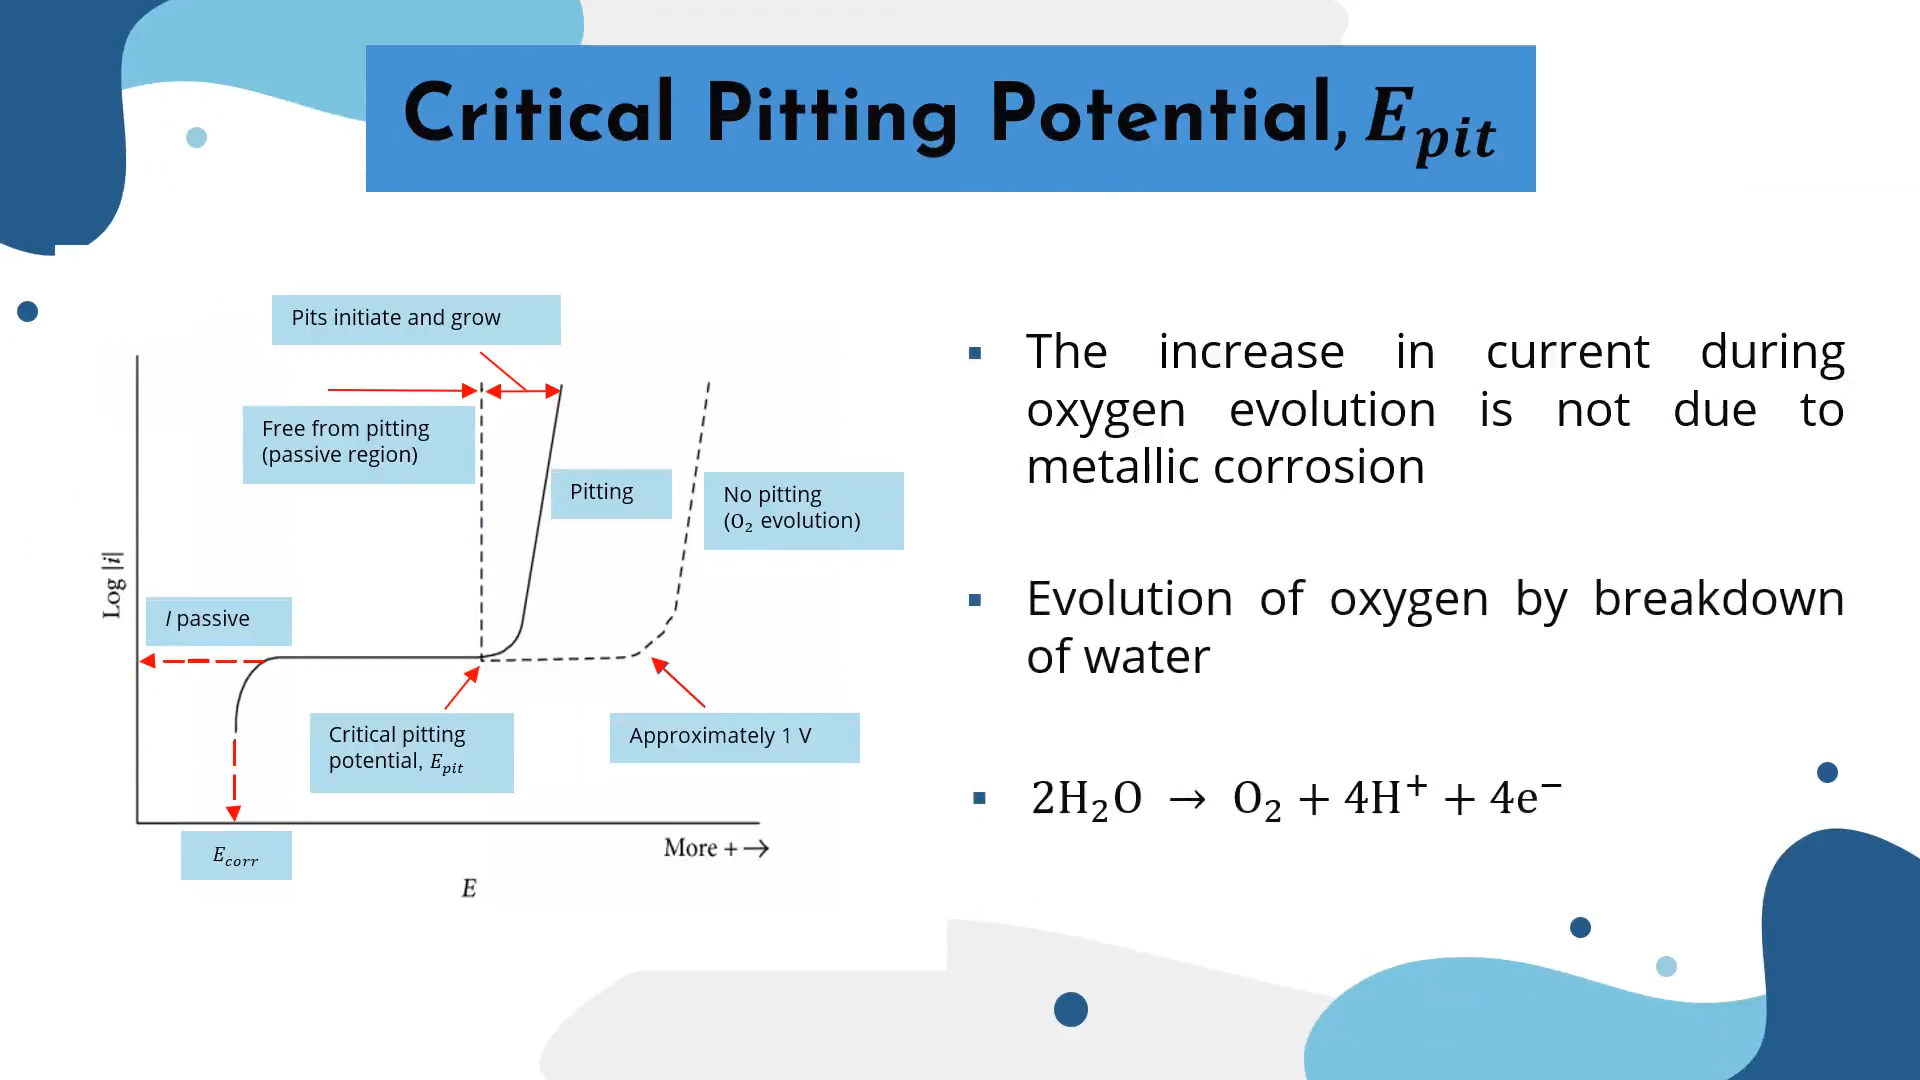 Critical Pitting Potential, E_pit
Pits initiate and grow
Free from pitting
(passive region)
Pitting
No pitting
(O₂ evolution)
Log |i|
I passive
Critical pitting
potential, E_pit
Approximately 1 V
E_corr
More + →
E
The increase in current during
oxygen evolution is not due to
metallic corrosion
Evolution of oxygen by breakdown
of water
2H₂O → O₂ + 4H⁺ + 4e⁻